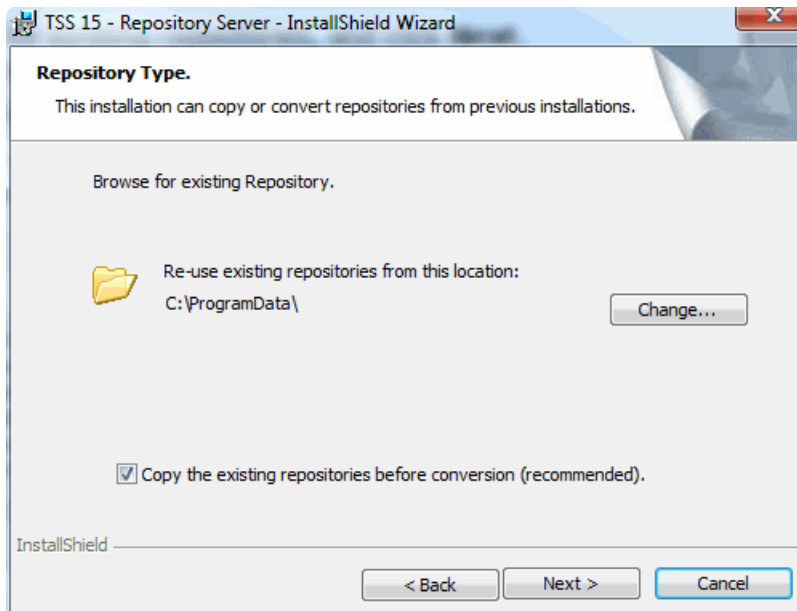 TSS 15 - Repository Server - InstallShield Wizard
Repository Type.
This installation can copy or convert repositories from previous installations.
Browse for existing Repository.
Re-use existing repositories from this location:
C:\ProgramData\
Change...
Copy the existing repositories before conversion (recommended).
InstallShield
< Back
Next >
Cancel